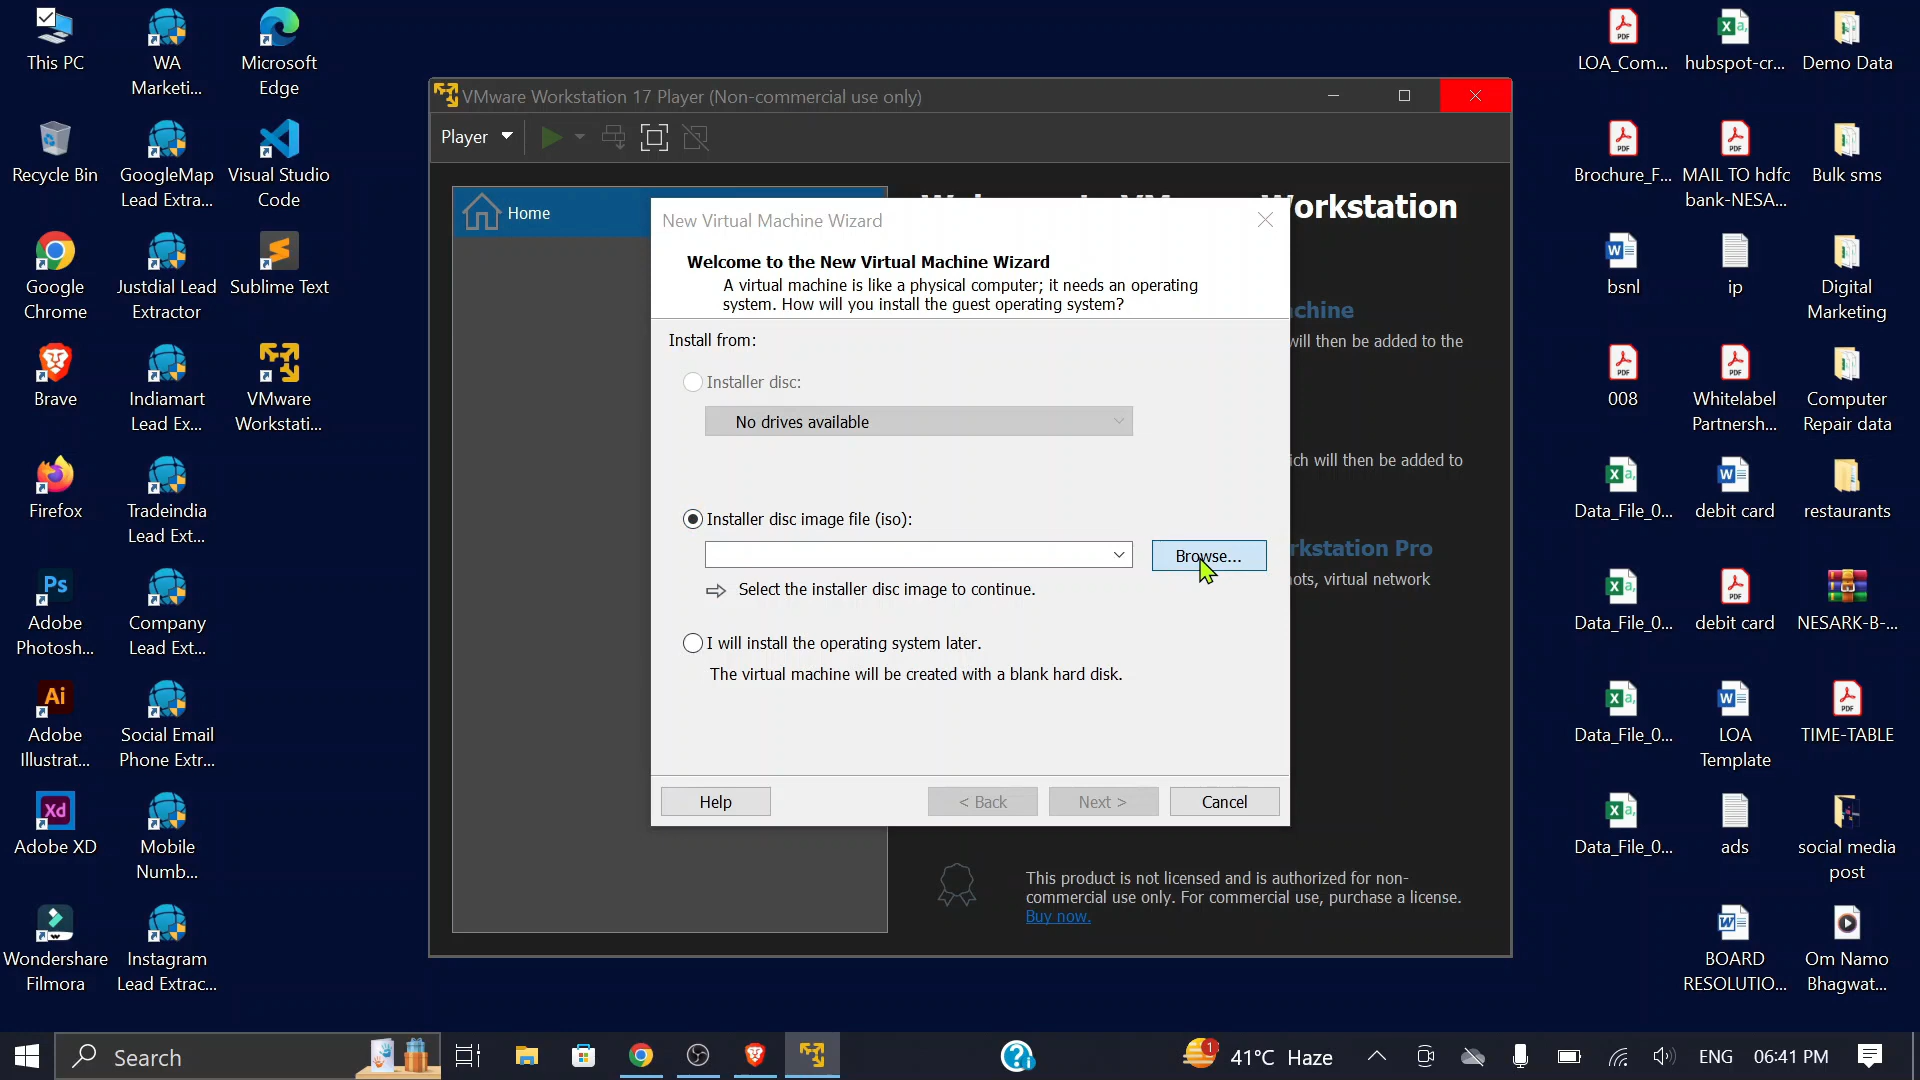 This PC
WA
Marketi...
Microsoft
Edge
Recycle Bin
GoogleMap
Lead Extra...
Visual Studio
Code
Google
Chrome
Justdial Lead
Extractor
Sublime Text
Brave
Indiamart
Lead Ex...
VMware
Workstati...
Firefox
Tradeindia
Lead Ext...
Ps
Adobe
Photosh...
Company
Lead Ext...
Ai
Adobe
Illustrat...
Social Email
Phone Extr...
Xd
Adobe XD
Mobile
Numb...
Wondershare
Filmora
Instagram
Lead Extrac...
VMware Workstation 17 Player (Non-commercial use only)
Player
Home
orkstation
New Virtual Machine Wizard
Welcome to the New Virtual Machine Wizard
A virtual machine is like a physical computer; it needs an operating
system. How will you install the guest operating system?
chine
will then be added to the
Install from:
Installer disc:
No drives available
ich will then be added to
Installer disc image file (iso):
Browse...
rkstation Pro
ots, virtual network
Select the installer disc image to continue.
I will install the operating system later.
The virtual machine will be created with a blank hard disk.
Help
< Back
Next >
Cancel
This product is not licensed and is authorized for non-
commercial use only. For commercial use, purchase a license.
Buy now.
LOA_Com...
hubspot-cr...
Demo Data
Brochure_F...
MAIL TO hdfc
bank-NESA...
Bulk sms
bsnl
ip
Digital
Marketing
008
Whitelabel
Partnersh...
Computer
Repair data
Data_File_0...
debit card
restaurants
Data_File_0...
debit card
NESARK-B-...
Data_File_0...
LOA
Template
TIME-TABLE
Data_File_0...
ads
social media
post
BOARD
RESOLUTIO...
Om Namo
Bhagwat...
Search
1
41°C Haze
ENG
06:41 PM